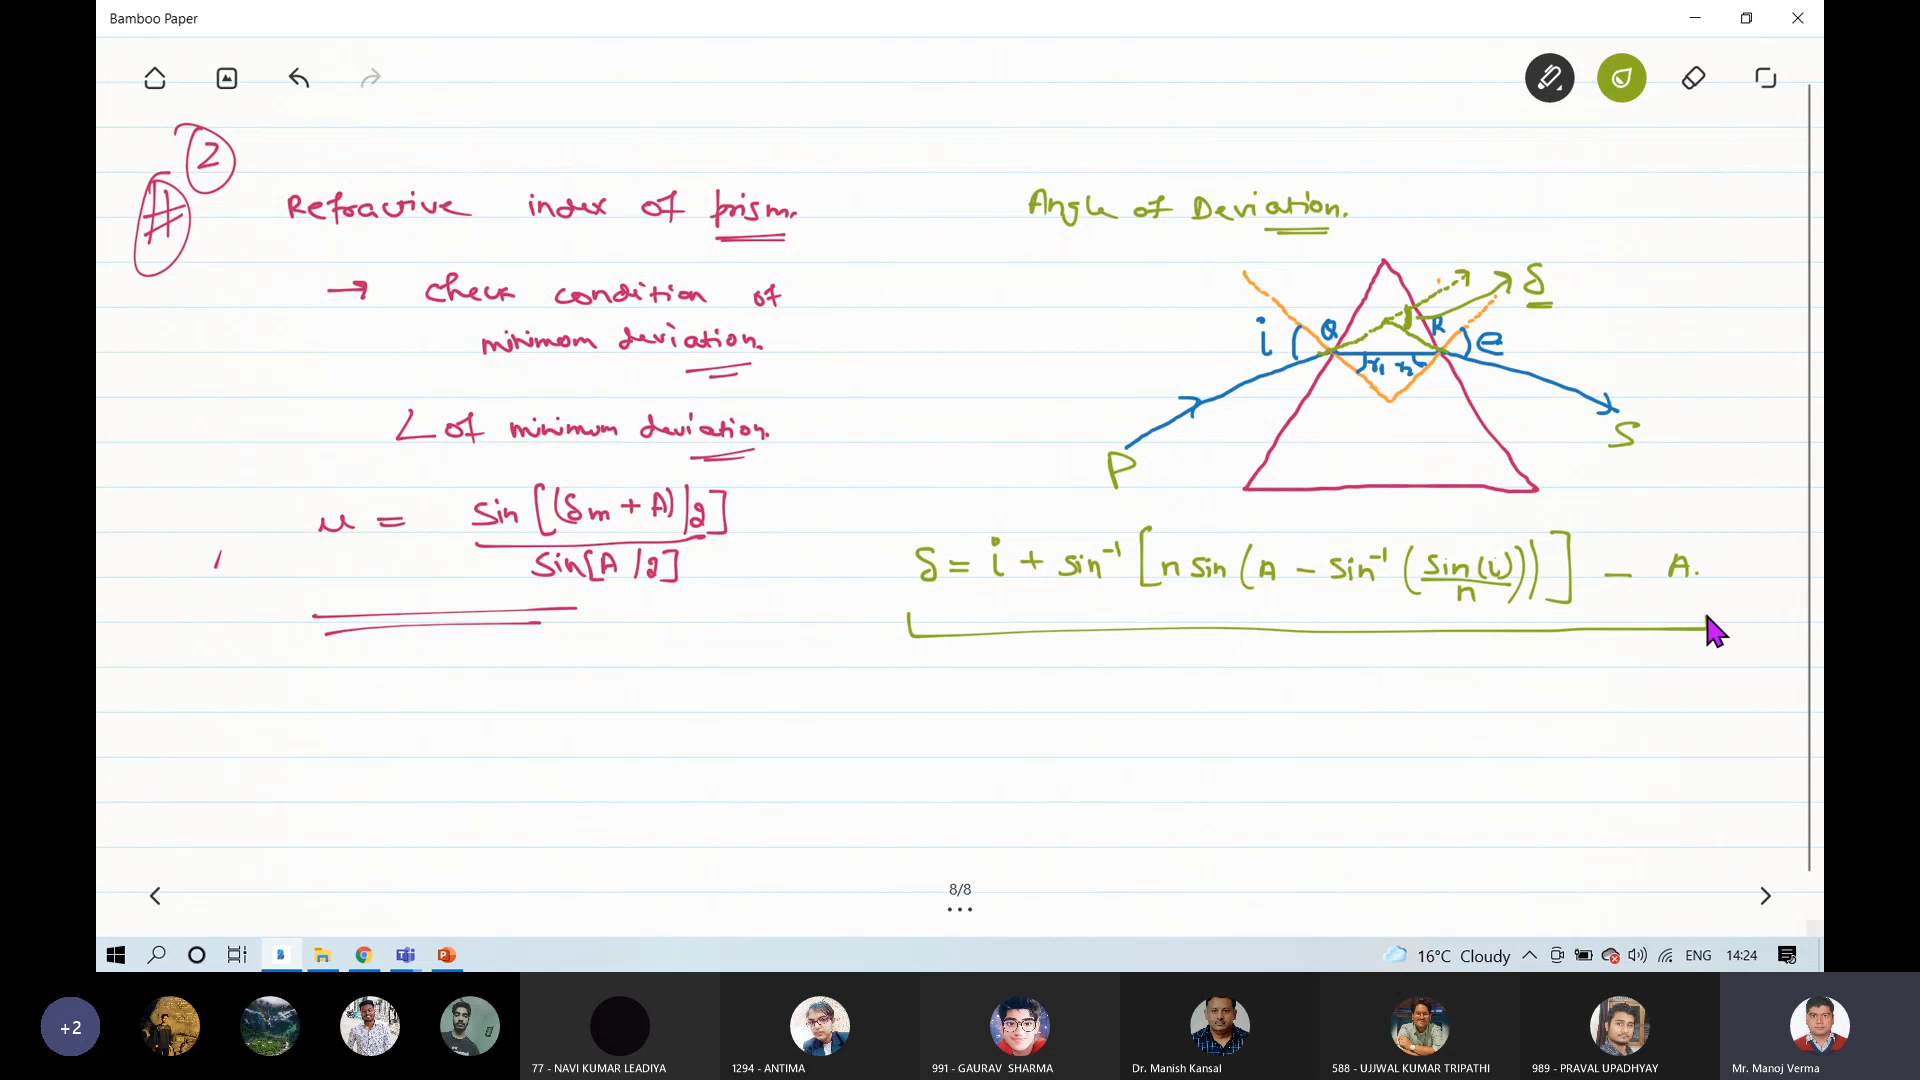 Bamboo Paper
# 2
Refractive index of prism.
→ Check condition of
minimum deviation.
∠ of minimum deviation.
μ = sin[(δm + A)|2]
sin[A |2]
Angle of Deviation.
δ
i Q R e
r1 r2
P
S
δ = i + sin⁻¹ [n sin (A − sin⁻¹ (sin(i)/n))] − A.
8/8
16°C Cloudy ENG 14:24
+2
77 - NAVI KUMAR LEADIYA
1294 - ANTIMA
991 - GAURAV SHARMA
Dr. Manish Kansal
588 - UJJWAL KUMAR TRIPATHI
989 - PRAVAL UPADHYAY
Mr. Manoj Verma